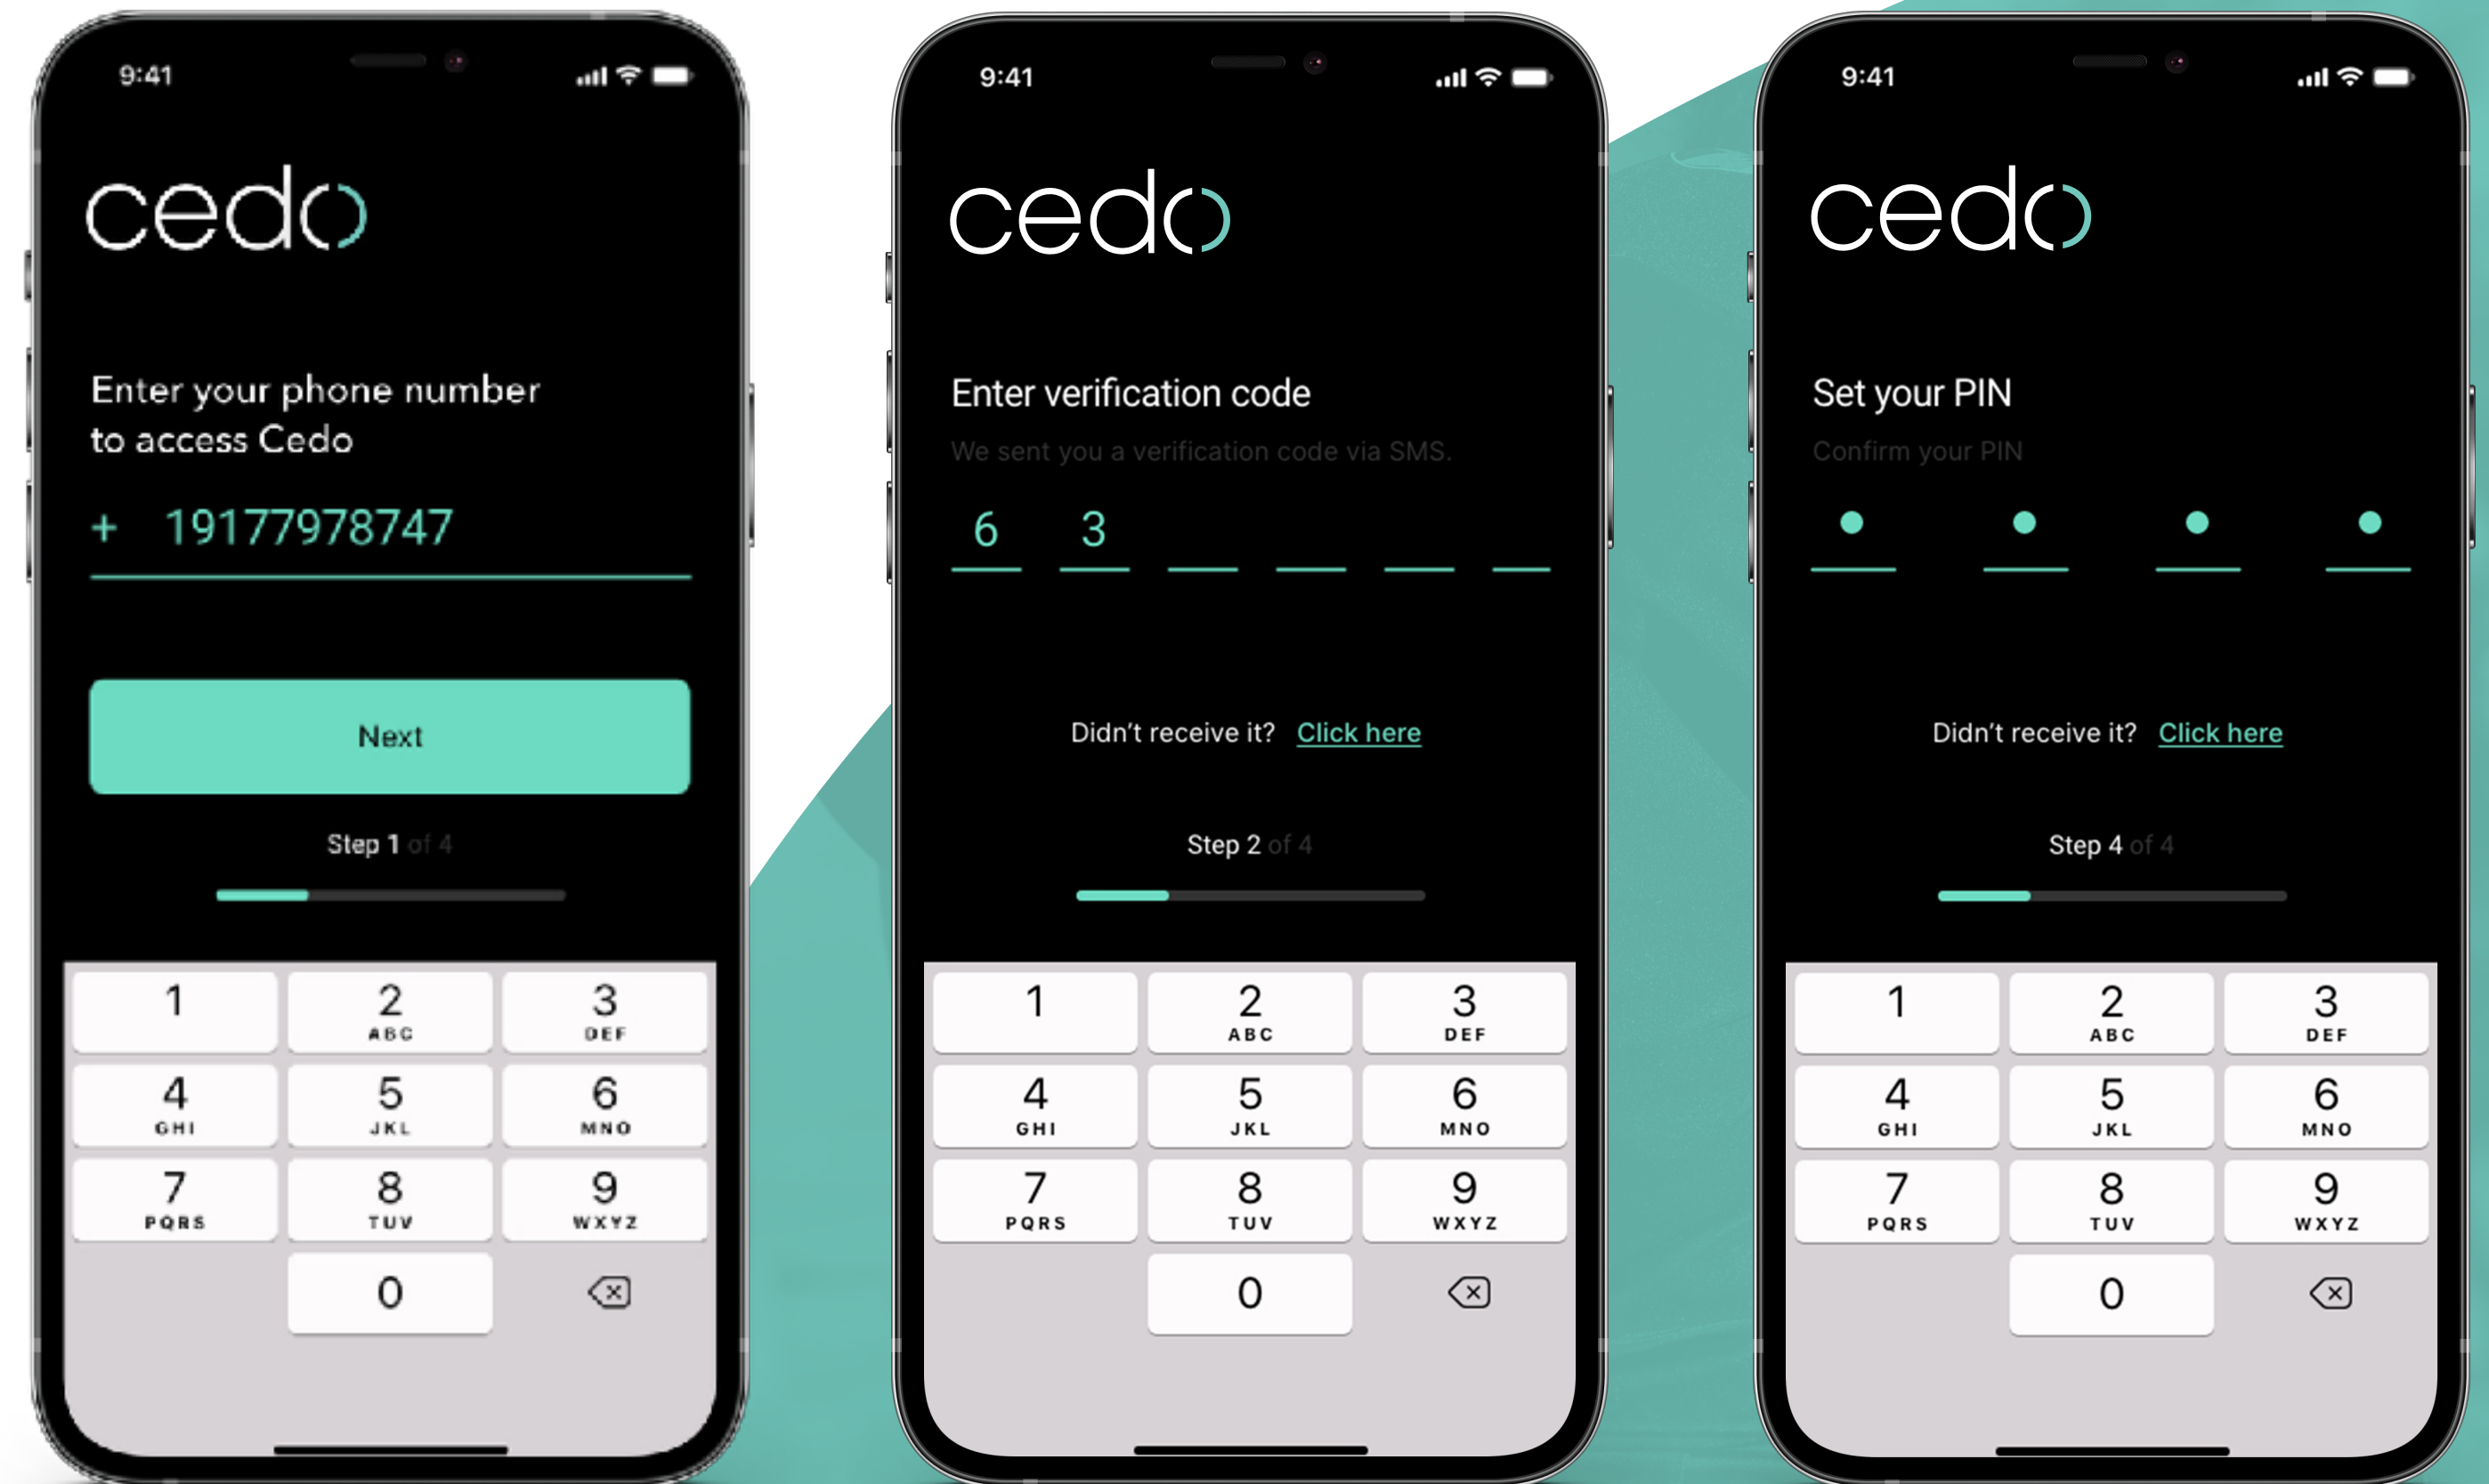 9:41
cedo
Enter your phone number
to access Cedo
+ 19177978747
Next
Step 1 of 4
1
2
ABC
3
DEF
4
GHI
5
JKL
6
MNO
7
PQRS
8
TUV
9
WXYZ
0
9:41
cedo
Enter verification code
We sent you a verification code via SMS.
6 3
Didn't receive it? Click here
Step 2 of 4
1
2
ABC
3
DEF
4
GHI
5
JKL
6
MNO
7
PQRS
8
TUV
9
WXYZ
0
9:41
cedo
Set your PIN
Confirm your PIN
Didn't receive it? Click here
Step 4 of 4
1
2
ABC
3
DEF
4
GHI
5
JKL
6
MNO
7
PQRS
8
TUV
9
WXYZ
0